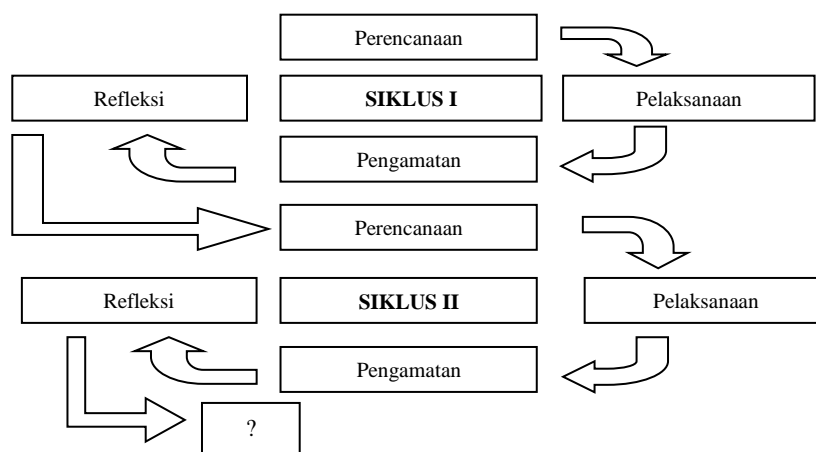 Perencanaan
Refleksi
SIKLUS I
Pelaksanaan
Pengamatan
Perencanaan
Refleksi
SIKLUS II
Pelaksanaan
Pengamatan
?